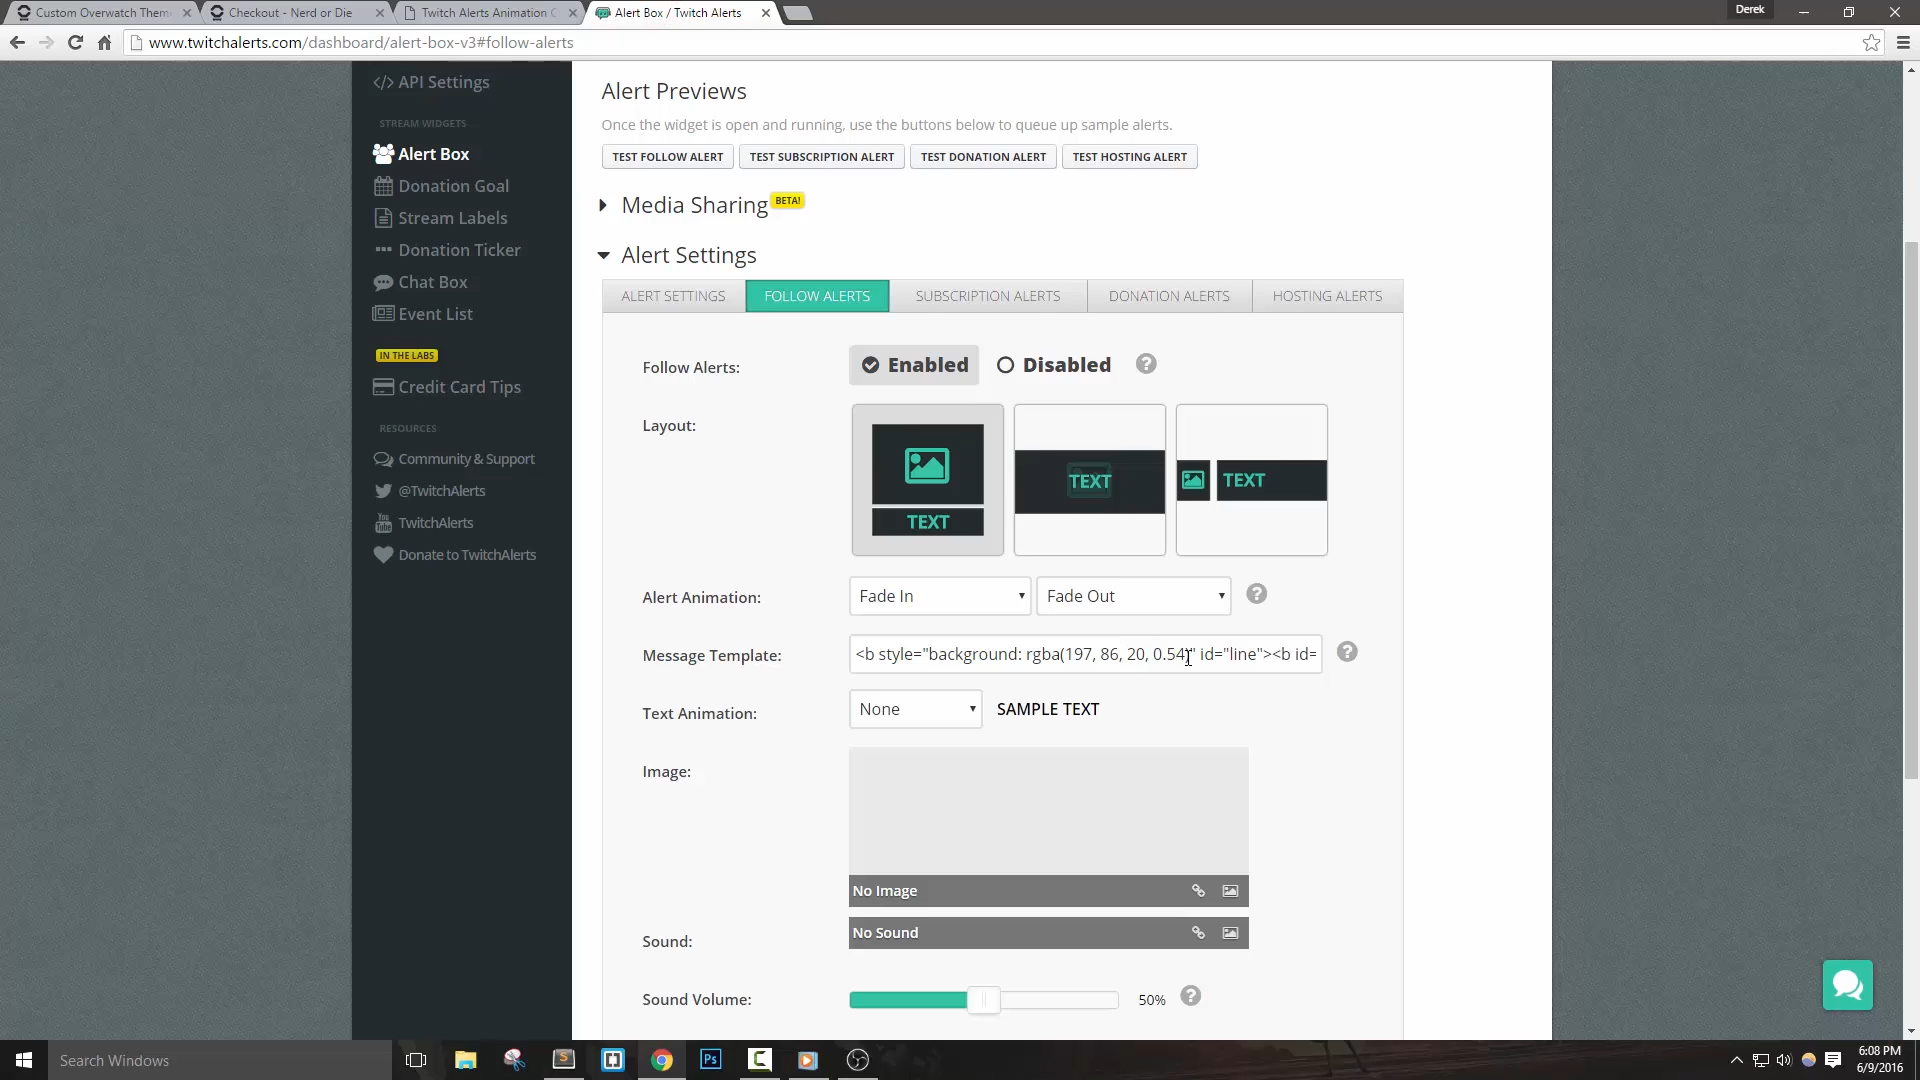 Custom Overwatch Them
Checkout - Nerd or Die
Twitch Alerts Animation
Alert Box / Twitch Alerts
Derek
www.twitchalerts.com/dashboard/alert-box-v3#follow-alerts
</> API Settings
STREAM WIDGETS
Alert Box
Donation Goal
Stream Labels
Donation Ticker
Chat Box
Event List
IN THE LABS
Credit Card Tips
RESOURCES
Community & Support
@TwitchAlerts
You Tube TwitchAlerts
Donate to TwitchAlerts
Alert Previews
Once the widget is open and running, use the buttons below to queue up sample alerts.
TEST FOLLOW ALERT TEST SUBSCRIPTION ALERT TEST DONATION ALERT TEST HOSTING ALERT
Media Sharing BETA!
Alert Settings
ALERT SETTINGS FOLLOW ALERTS SUBSCRIPTION ALERTS DONATION ALERTS HOSTING ALERTS
Follow Alerts: Enabled Disabled ?
Layout:
TEXT TEXT TEXT
Alert Animation: Fade In Fade Out ?
Message Template: <b style="background: rgba(197, 86, 20, 0.54)" id="line"><b id= ?
Text Animation: None SAMPLE TEXT
Image:
No Image
Sound: No Sound
Sound Volume: 50% ?
Search Windows
S
Ps
C
6:08 PM
6/9/2016